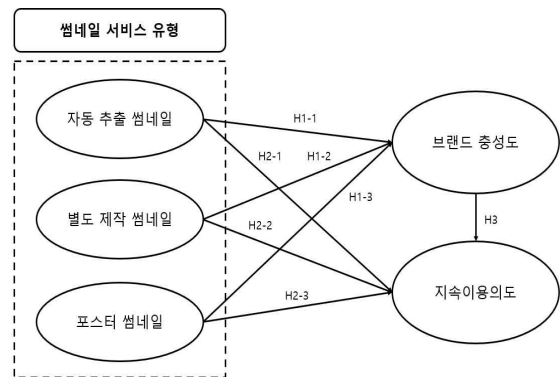 썸네일 서비스 유형
자동 추출 썸네일
별도 제작 썸네일
포스터 썸네일
H1-1
H2-1
H1-2
H1-3
H2-2
H2-3
브랜드 충성도
H3
지속이용의도